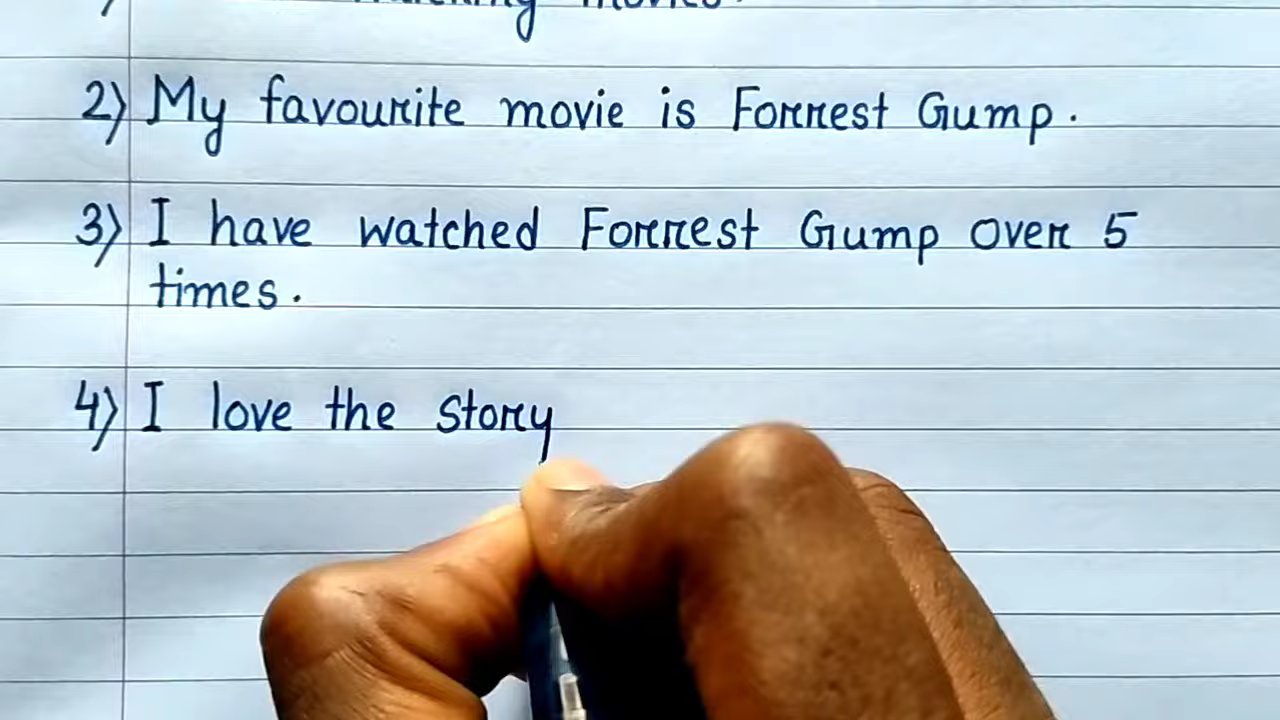 movies.
2) My favourite movie is Forrest Gump.
3) I have watched Forrest Gump over 5
times.
4) I love the story